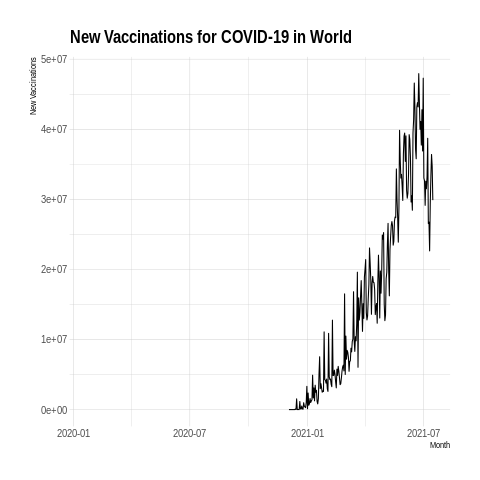 New Vaccinations for COVID-19 in World
New Vaccinations
5e+07
4e+07
3e+07
2e+07
1e+07
0e+00
2020-01
2020-07
2021-01
2021-07
Month